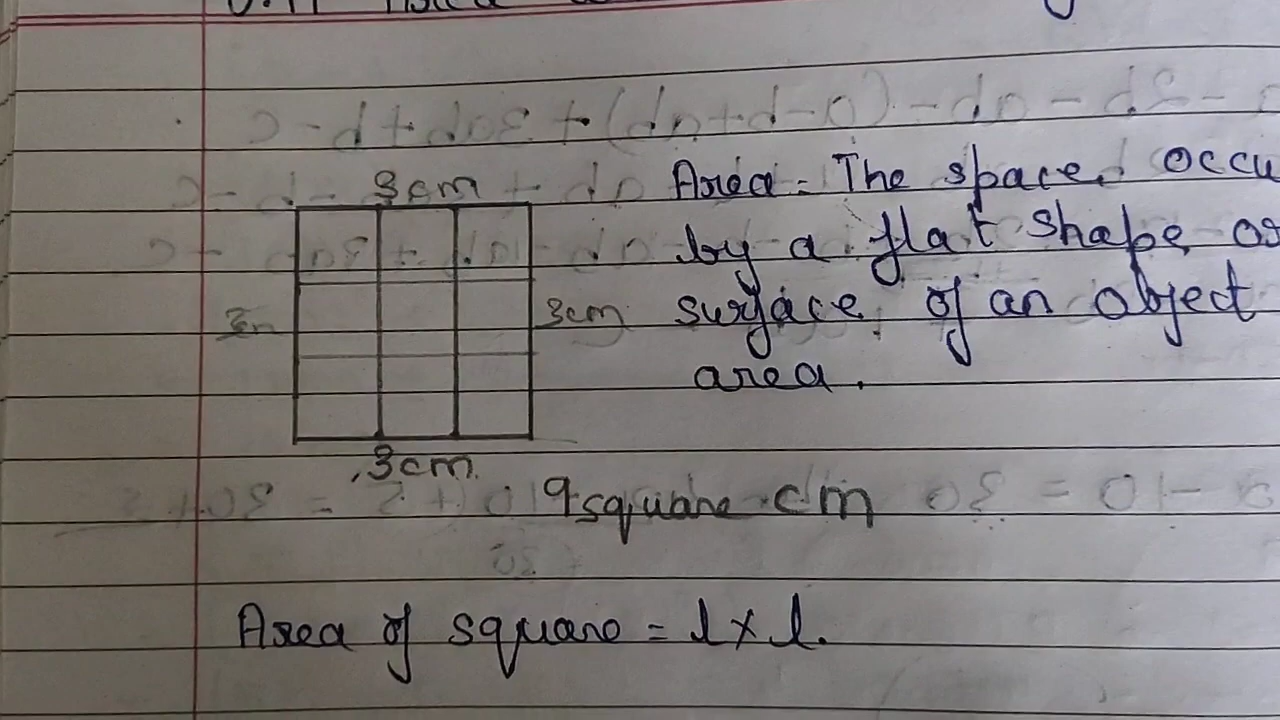 3cm
Area = The space occu
by a flat shape or
3cm
surface of an object
area.
3cm
9 square cm
Area of square = l x l.